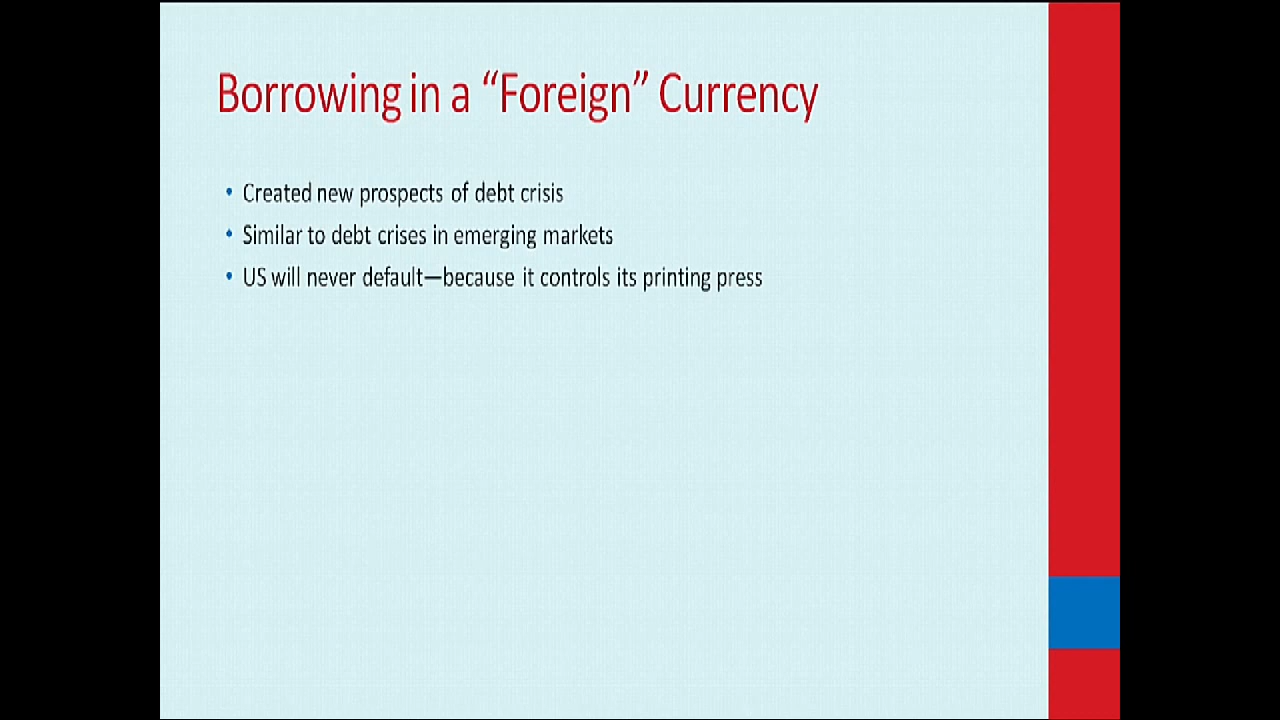 Borrowing in a “Foreign” Currency
• Created new prospects of debt crisis
• Similar to debt crises in emerging markets
• US will never default—because it controls its printing press